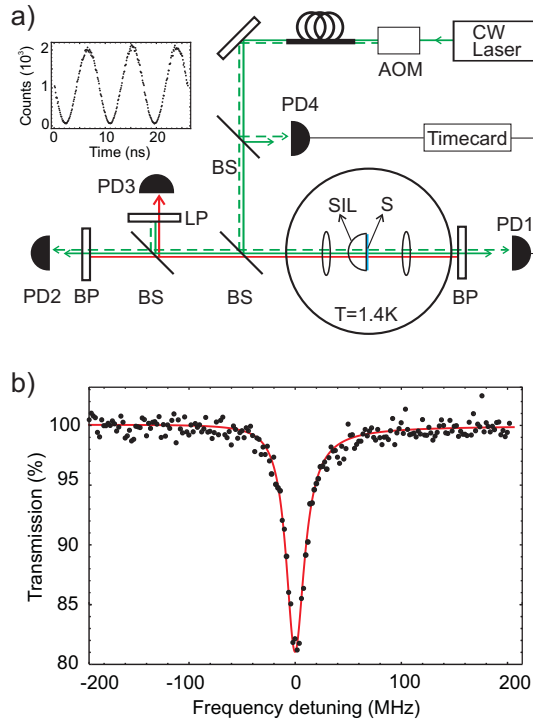 a)
Counts (10³)
2
1
0
0
10
20
Time (ns)
CW
Laser
AOM
PD4
Timecard
BS
PD3
LP
SIL
S
PD1
PD2
BP
BS
BS
T=1.4K
BP
b)
Transmission (%)
100
95
90
85
80
-200
-100
0
100
200
Frequency detuning (MHz)